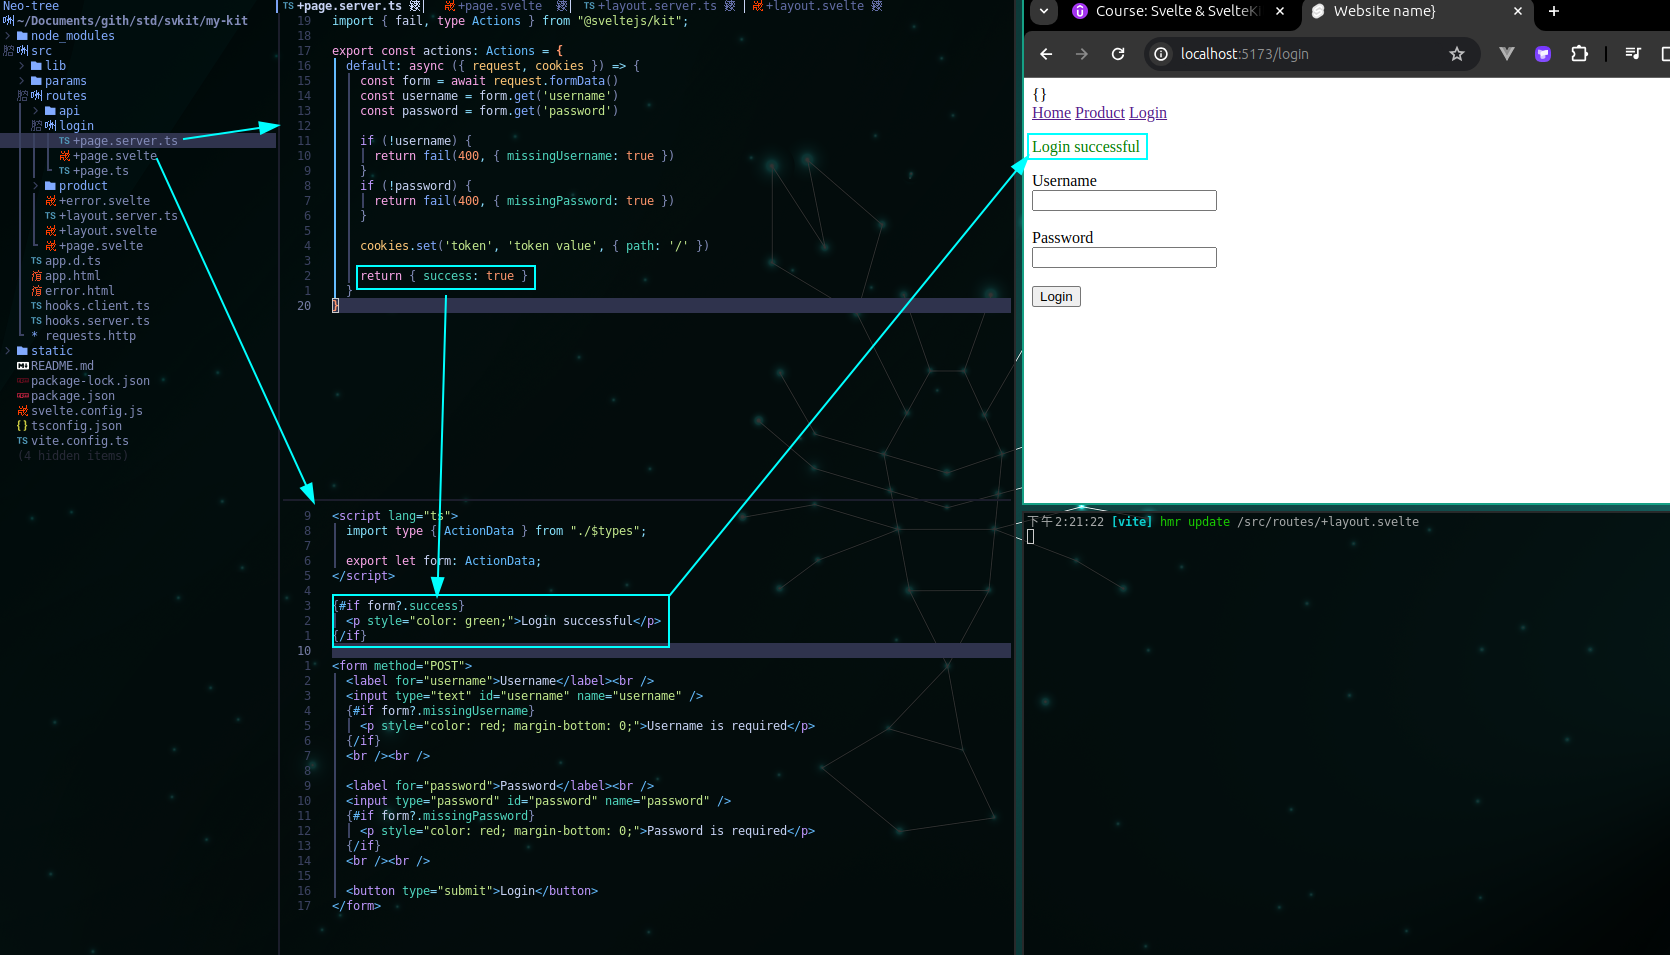 Neo-tree
~/Documents/gith/std/svkit/my-kit
node_modules
src
lib
params
routes
api
login
TS +page.server.ts
+page.svelte
TS +page.ts
product
+error.svelte
TS +layout.server.ts
+layout.svelte
+page.svelte
TS app.d.ts
app.html
error.html
TS hooks.client.ts
TS hooks.server.ts
* requests.http
static
README.md
package-lock.json
package.json
svelte.config.js
{} tsconfig.json
TS vite.config.ts
(4 hidden items)
TS +page.server.ts
+page.svelte
TS +layout.server.ts
+layout.svelte
19 import { fail, type Actions } from "@sveltejs/kit";
18
17 export const actions: Actions = {
16 default: async ({ request, cookies }) => {
15 const form = await request.formData()
14 const username = form.get('username')
13 const password = form.get('password')
12
11 if (!username) {
10 return fail(400, { missingUsername: true })
9 }
8 if (!password) {
7 return fail(400, { missingPassword: true })
6 }
5
4 cookies.set('token', 'token value', { path: '/' })
3
2 return { success: true }
1 }
20 }
9 <script lang="ts">
8 import type { ActionData } from "./$types";
7
6 export let form: ActionData;
5 </script>
4
3 {#if form?.success}
2 <p style="color: green;">Login successful</p>
1 {/if}
10
1 <form method="POST">
2 <label for="username">Username</label><br />
3 <input type="text" id="username" name="username" />
4 {#if form?.missingUsername}
5 <p style="color: red; margin-bottom: 0;">Username is required</p>
6 {/if}
7 <br /><br />
8
9 <label for="password">Password</label><br />
10 <input type="password" id="password" name="password" />
11 {#if form?.missingPassword}
12 <p style="color: red; margin-bottom: 0;">Password is required</p>
13 {/if}
14 <br /><br />
15
16 <button type="submit">Login</button>
17 </form>
Course: Svelte & SvelteKi
Website name}
localhost:5173/login
{}
Home Product Login
Login successful
Username
Password
Login
下午2:21:22 [vite] hmr update /src/routes/+layout.svelte